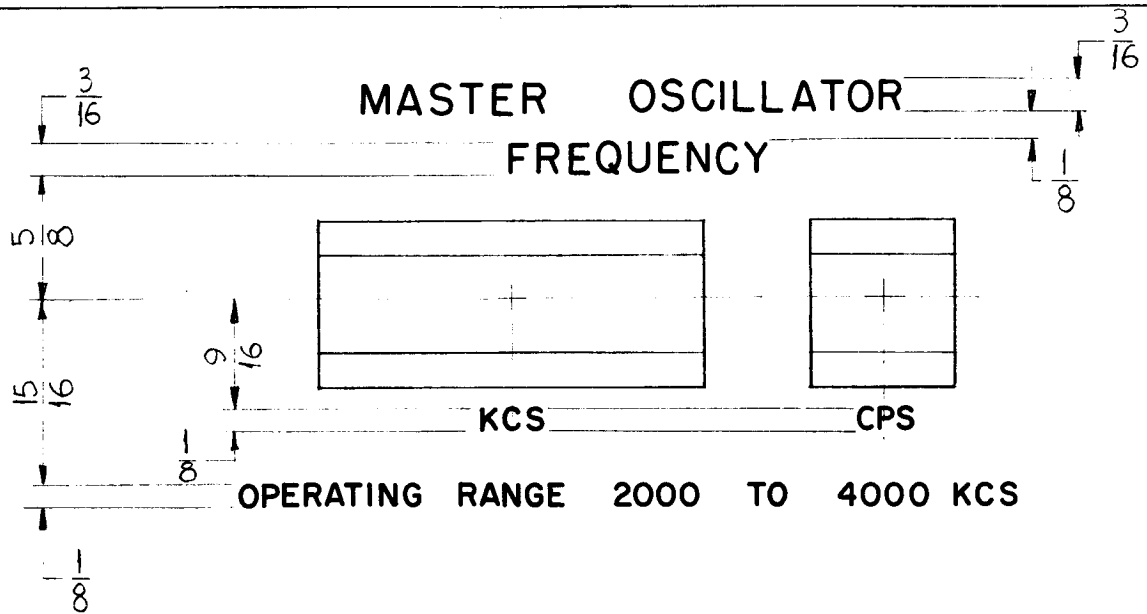 3/16
3/16
MASTER OSCILLATOR
FREQUENCY
1/8
5/8
9/16
15/16
KCS CPS
1/8
OPERATING RANGE 2000 TO 4000 KCS
1/8